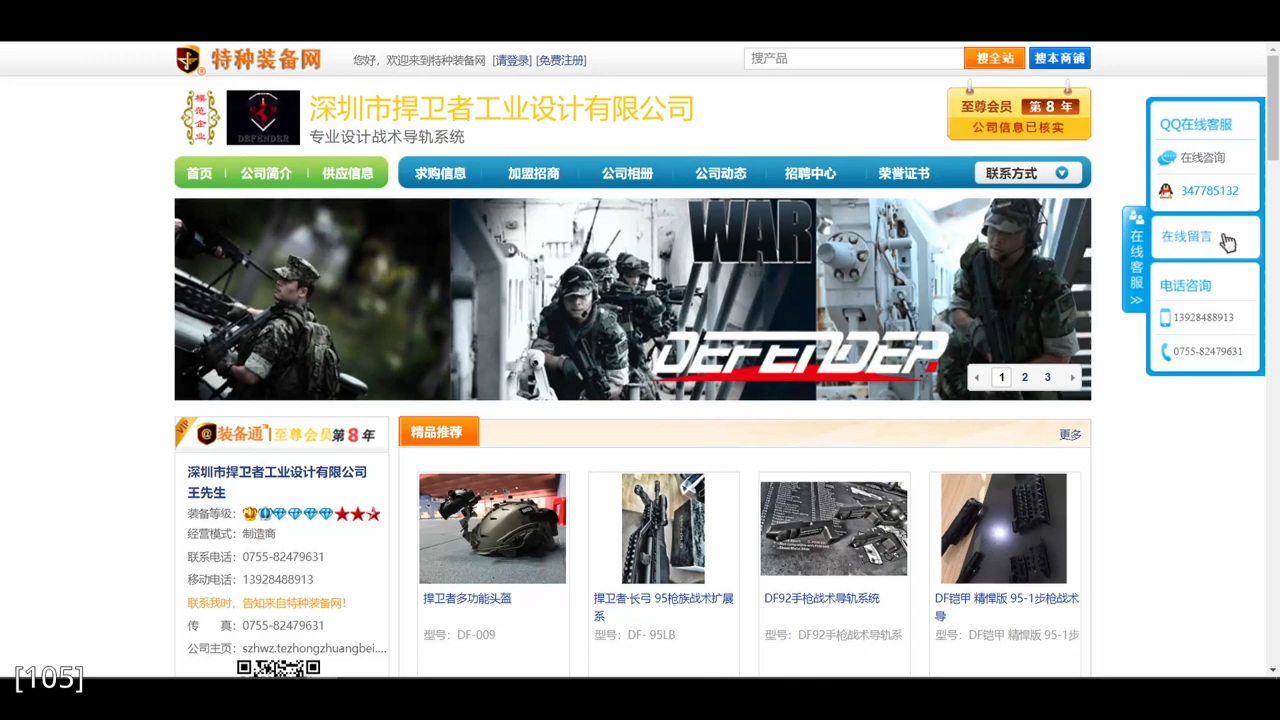 特种装备网
您好，欢迎来到特种装备网 [请登录] [免费注册]
搜产品
搜全站
搜本商铺
模范企业
DEFENDER
深圳市捍卫者工业设计有限公司
专业设计战术导轨系统
至尊会员 第 8 年
公司信息已核实
首页
公司简介
供应信息
求购信息
加盟招商
公司相册
公司动态
招聘中心
荣誉证书
联系方式
WAR
DEFENDER
1 2 3
QQ在线客服
在线咨询
347785132
在线留言
电话咨询
13928488913
0755-82479631
在线客服 >>
VIP
装备通 至尊会员第 8 年
深圳市捍卫者工业设计有限公司
王先生
装备等级：
经营模式：制造商
联系电话：0755-82479631
移动电话：13928488913
联系我时，告知来自特种装备网！
传 真：0755-82479631
公司主页：szhwz.tezhongzhuangbei....
精品推荐
更多
捍卫者多功能头盔
型号：DF-009
捍卫者·长弓 95枪族战术扩展
系
型号：DF- 95LB
DF92手枪战术导轨系统
型号：DF92手枪战术导轨系
DF铠甲 精悍版 95-1步枪战术
导
型号：DF铠甲 精悍版 95-1步
[105]